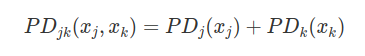 PD_{jk}(x_j, x_k) = PD_j(x_j) + PD_k(x_k)